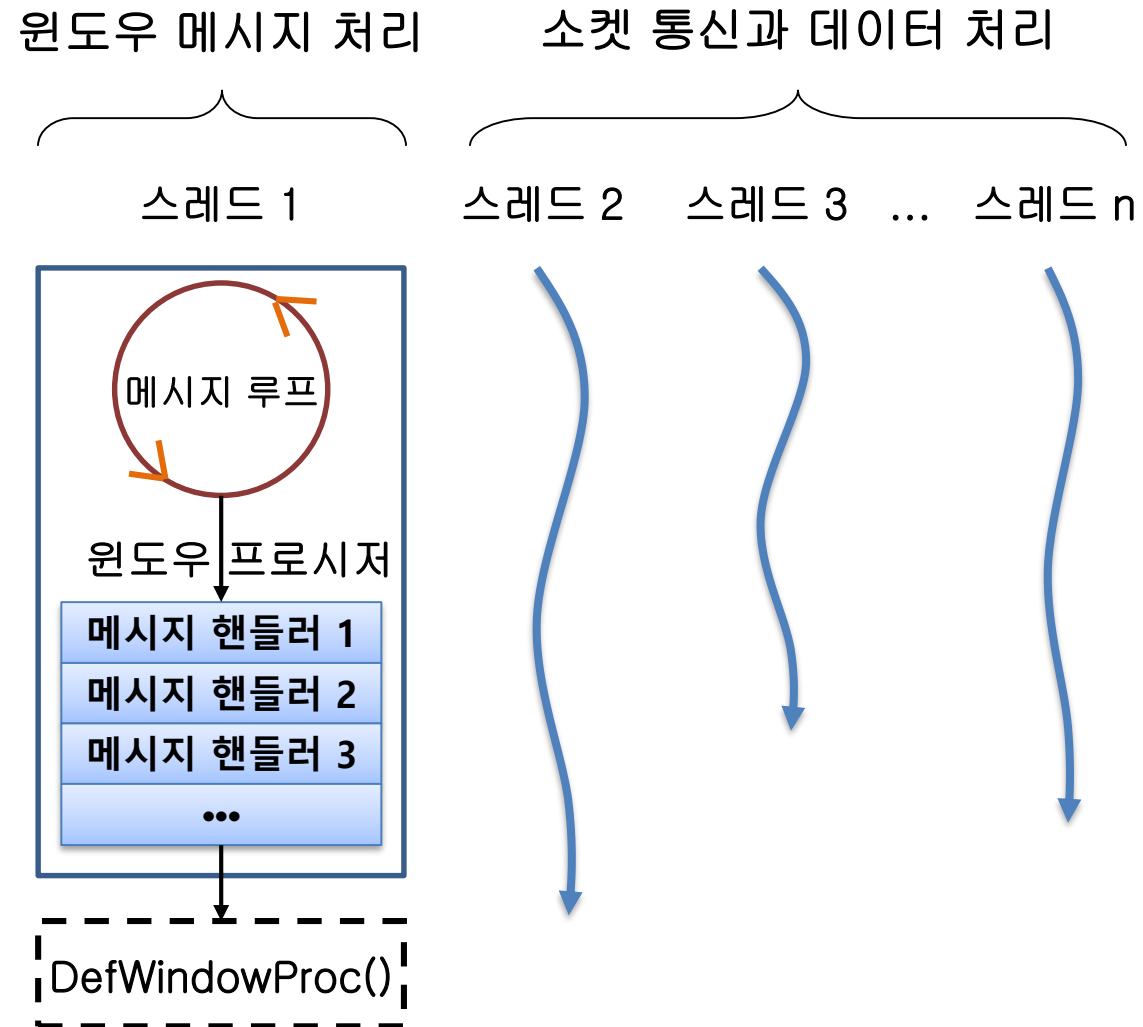 윈도우 메시지 처리
소켓 통신과 데이터 처리
스레드 1
스레드 2
스레드 3
...
스레드 n
메시지 루프
윈도우 프로시저
메시지 핸들러 1
메시지 핸들러 2
메시지 핸들러 3
...
DefWindowProc()